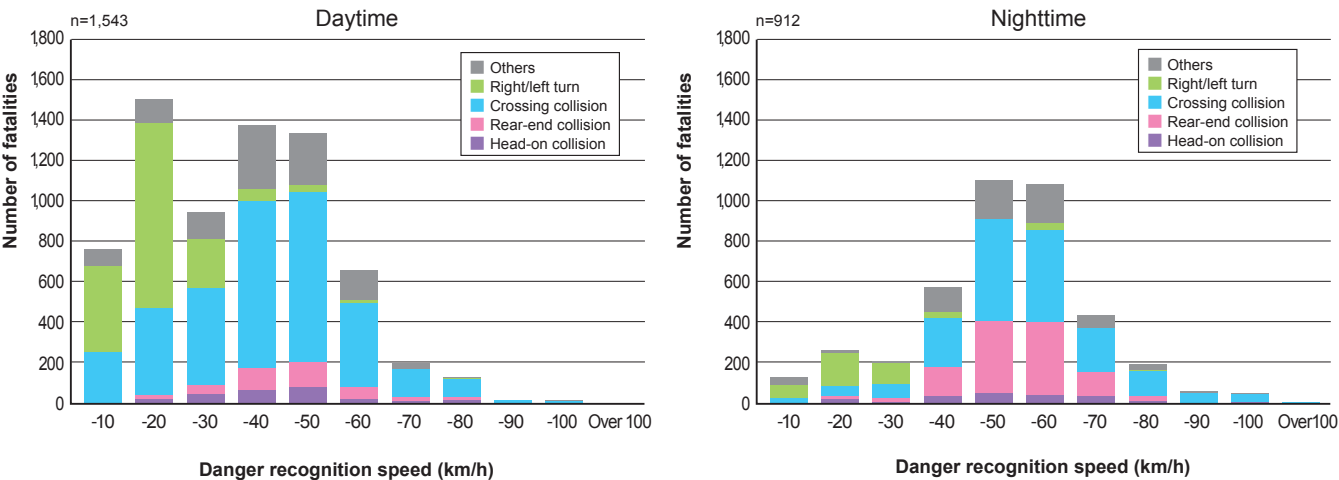 n=1,543
Daytime
Number of fatalities
1,800
1,600
1,400
1,200
1,000
800
600
400
200
0
Others
Right/left turn
Crossing collision
Rear-end collision
Head-on collision
-10 -20 -30 -40 -50 -60 -70 -80 -90 -100 Over 100
Danger recognition speed (km/h)
n=912
Nighttime
Number of fatalities
1,800
1,600
1,400
1,200
1,000
800
600
400
200
0
Others
Right/left turn
Crossing collision
Rear-end collision
Head-on collision
-10 -20 -30 -40 -50 -60 -70 -80 -90 -100 Over100
Danger recognition speed (km/h)